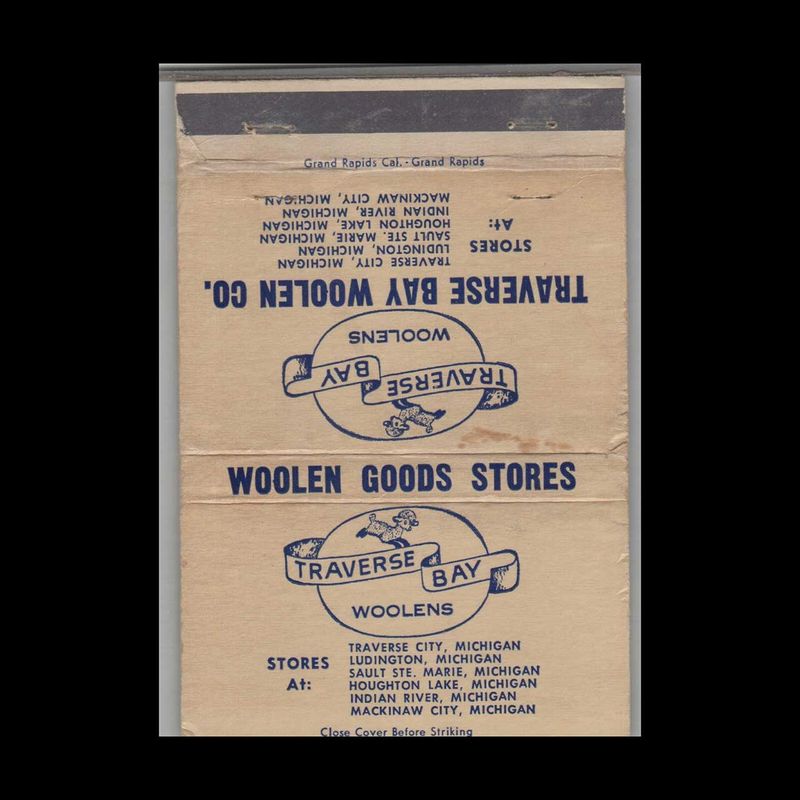 Grand Rapids Cal. - Grand Rapids
MACKINAW CITY, MICHIGAN
INDIAN RIVER, MICHIGAN
HOUGHTON LAKE, MICHIGAN
SAULT STE. MARIE, MICHIGAN
LUDINGTON, MICHIGAN
TRAVERSE CITY, MICHIGAN
STORES
At:
TRAVERSE BAY WOOLEN CO.
WOOLENS
TRAVERSE BAY
WOOLEN GOODS STORES
TRAVERSE BAY
WOOLENS
STORES
At:
TRAVERSE CITY, MICHIGAN
LUDINGTON, MICHIGAN
SAULT STE. MARIE, MICHIGAN
HOUGHTON LAKE, MICHIGAN
INDIAN RIVER, MICHIGAN
MACKINAW CITY, MICHIGAN
Close Cover Before Striking